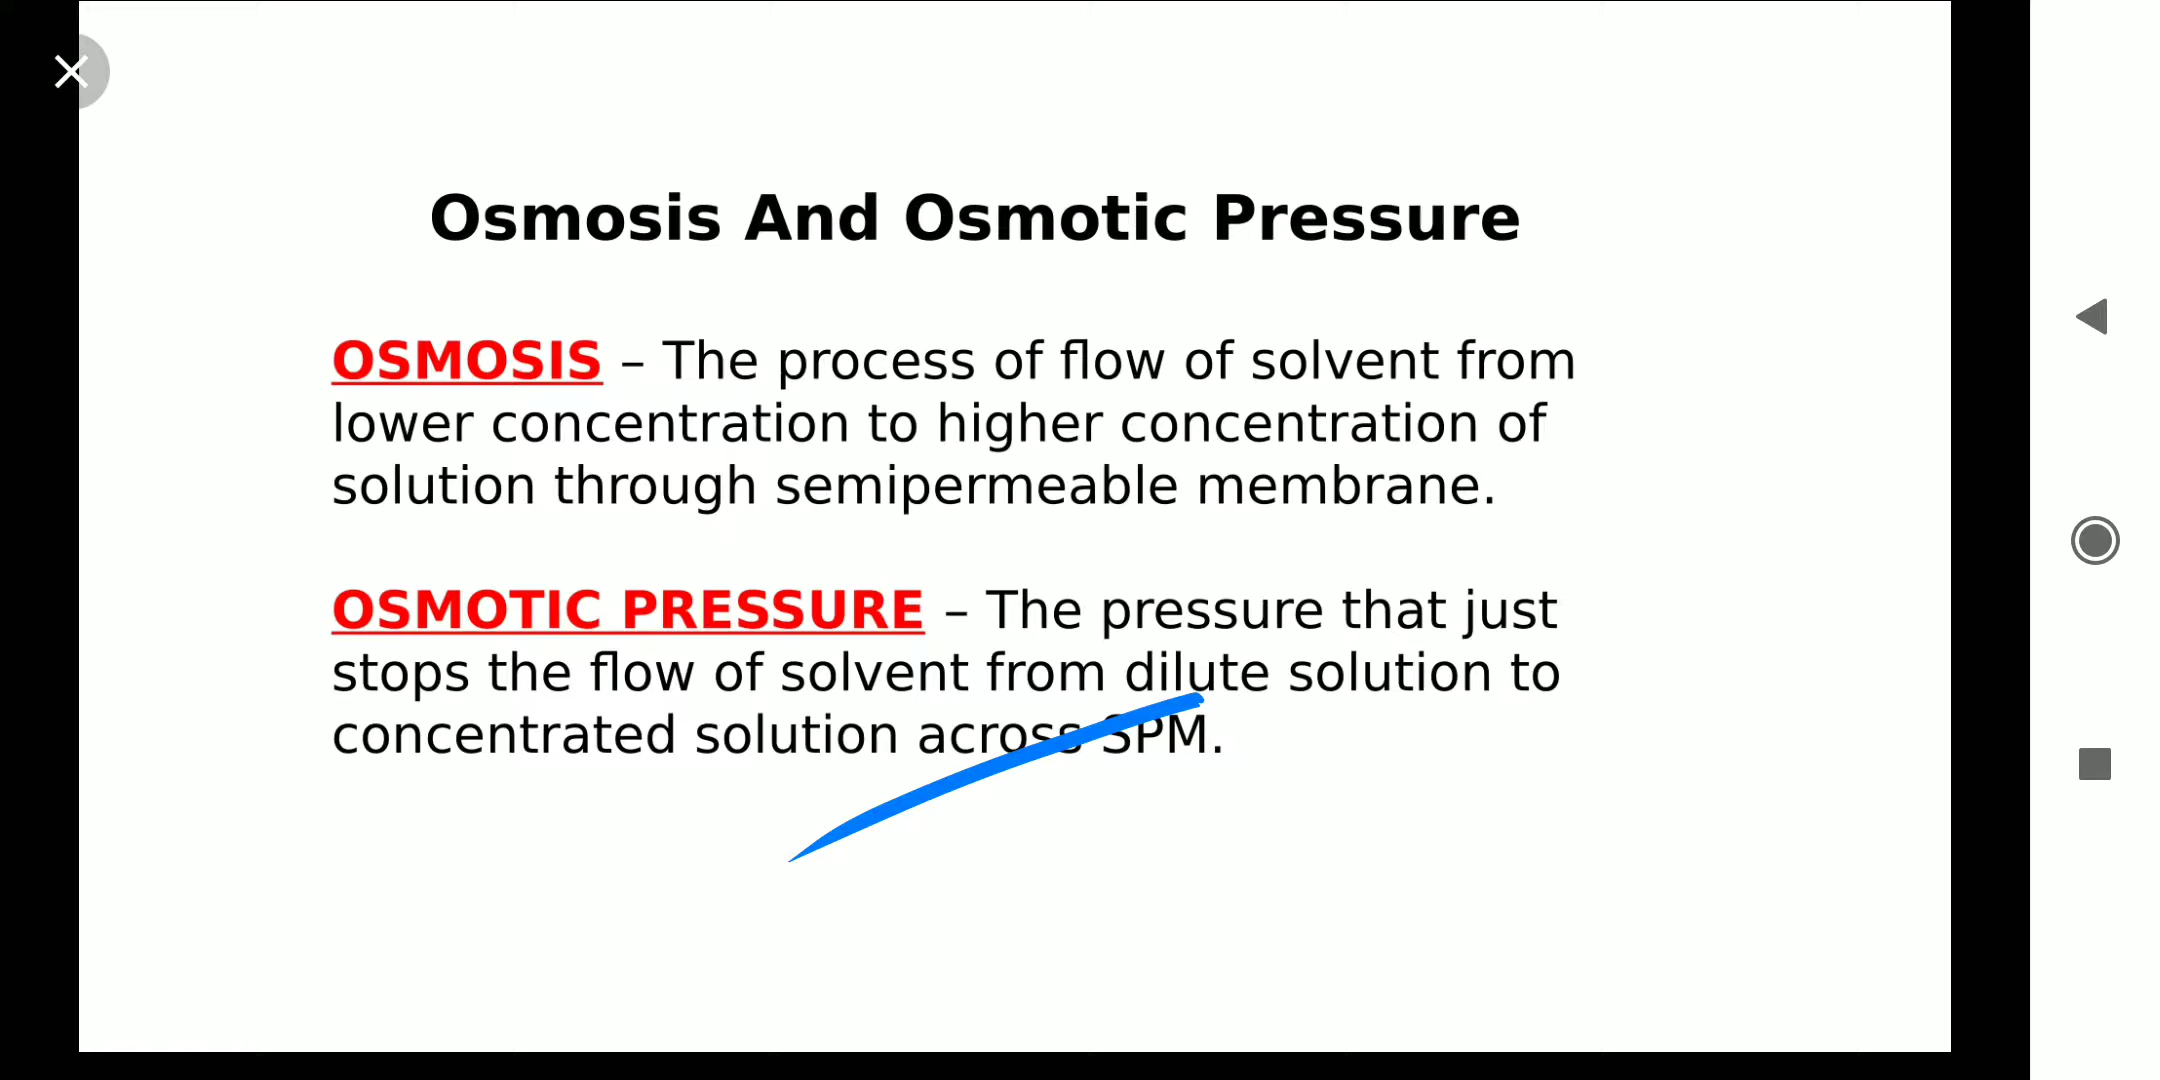 Osmosis And Osmotic Pressure
OSMOSIS – The process of flow of solvent from
lower concentration to higher concentration of
solution through semipermeable membrane.
OSMOTIC PRESSURE – The pressure that just
stops the flow of solvent from dilute solution to
concentrated solution across SPM.